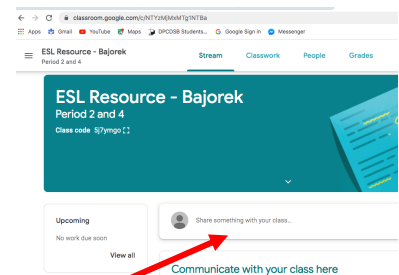 classroom.google.com/c/NTYzMjMxMTg1NTBa
Apps Gmail YouTube Maps DPCDSB Students... Google Sign in Messenger
ESL Resource - Bajorek
Period 2 and 4
Stream Classwork People Grades
ESL Resource - Bajorek
Period 2 and 4
Class code 5j7ymgo
Upcoming
No work due soon
View all
Share something with your class...
Communicate with your class here